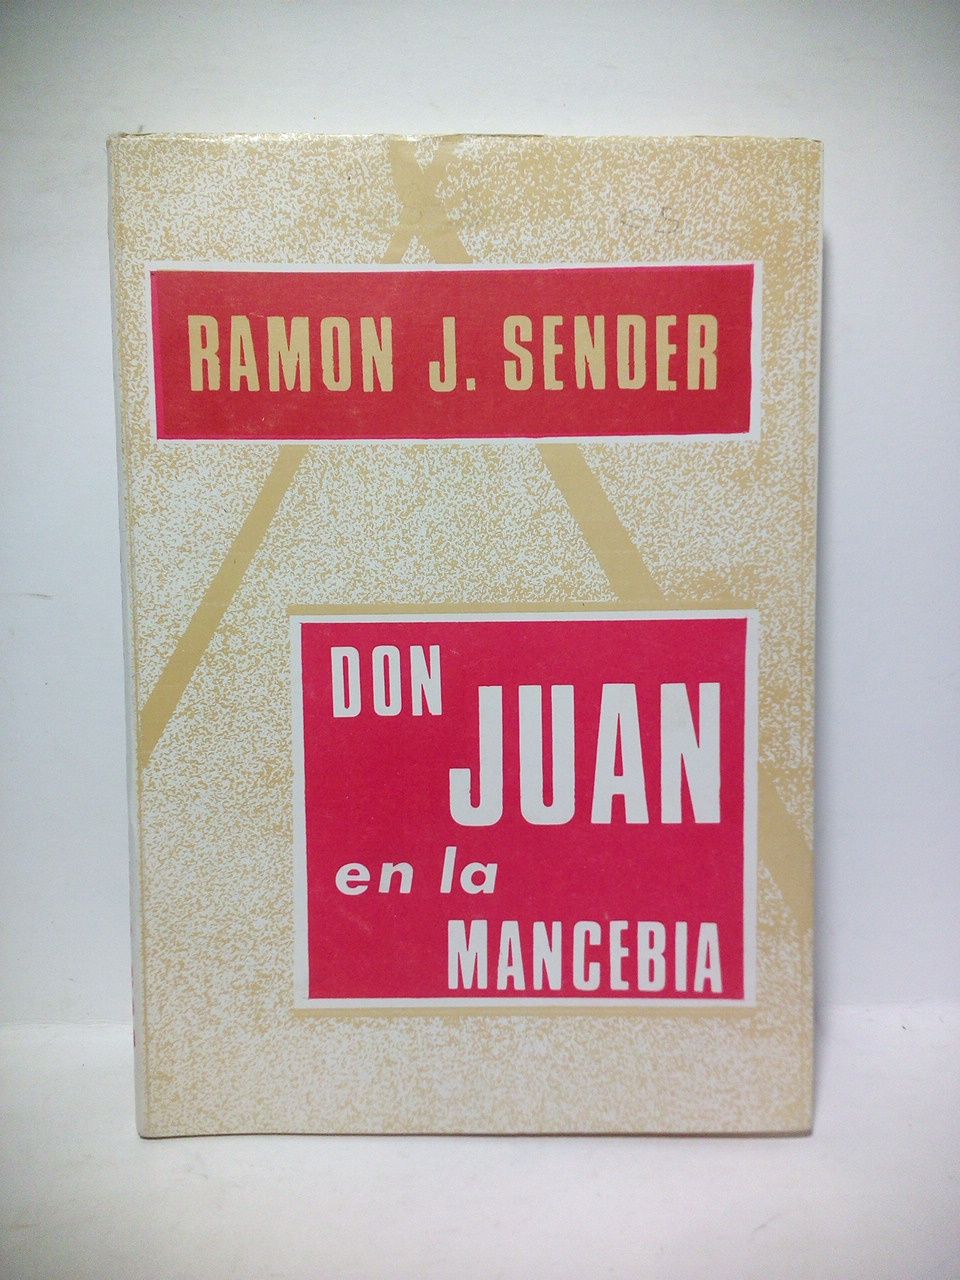 RAMON J. SENDER
DON
JUAN
en la
MANCEBIA